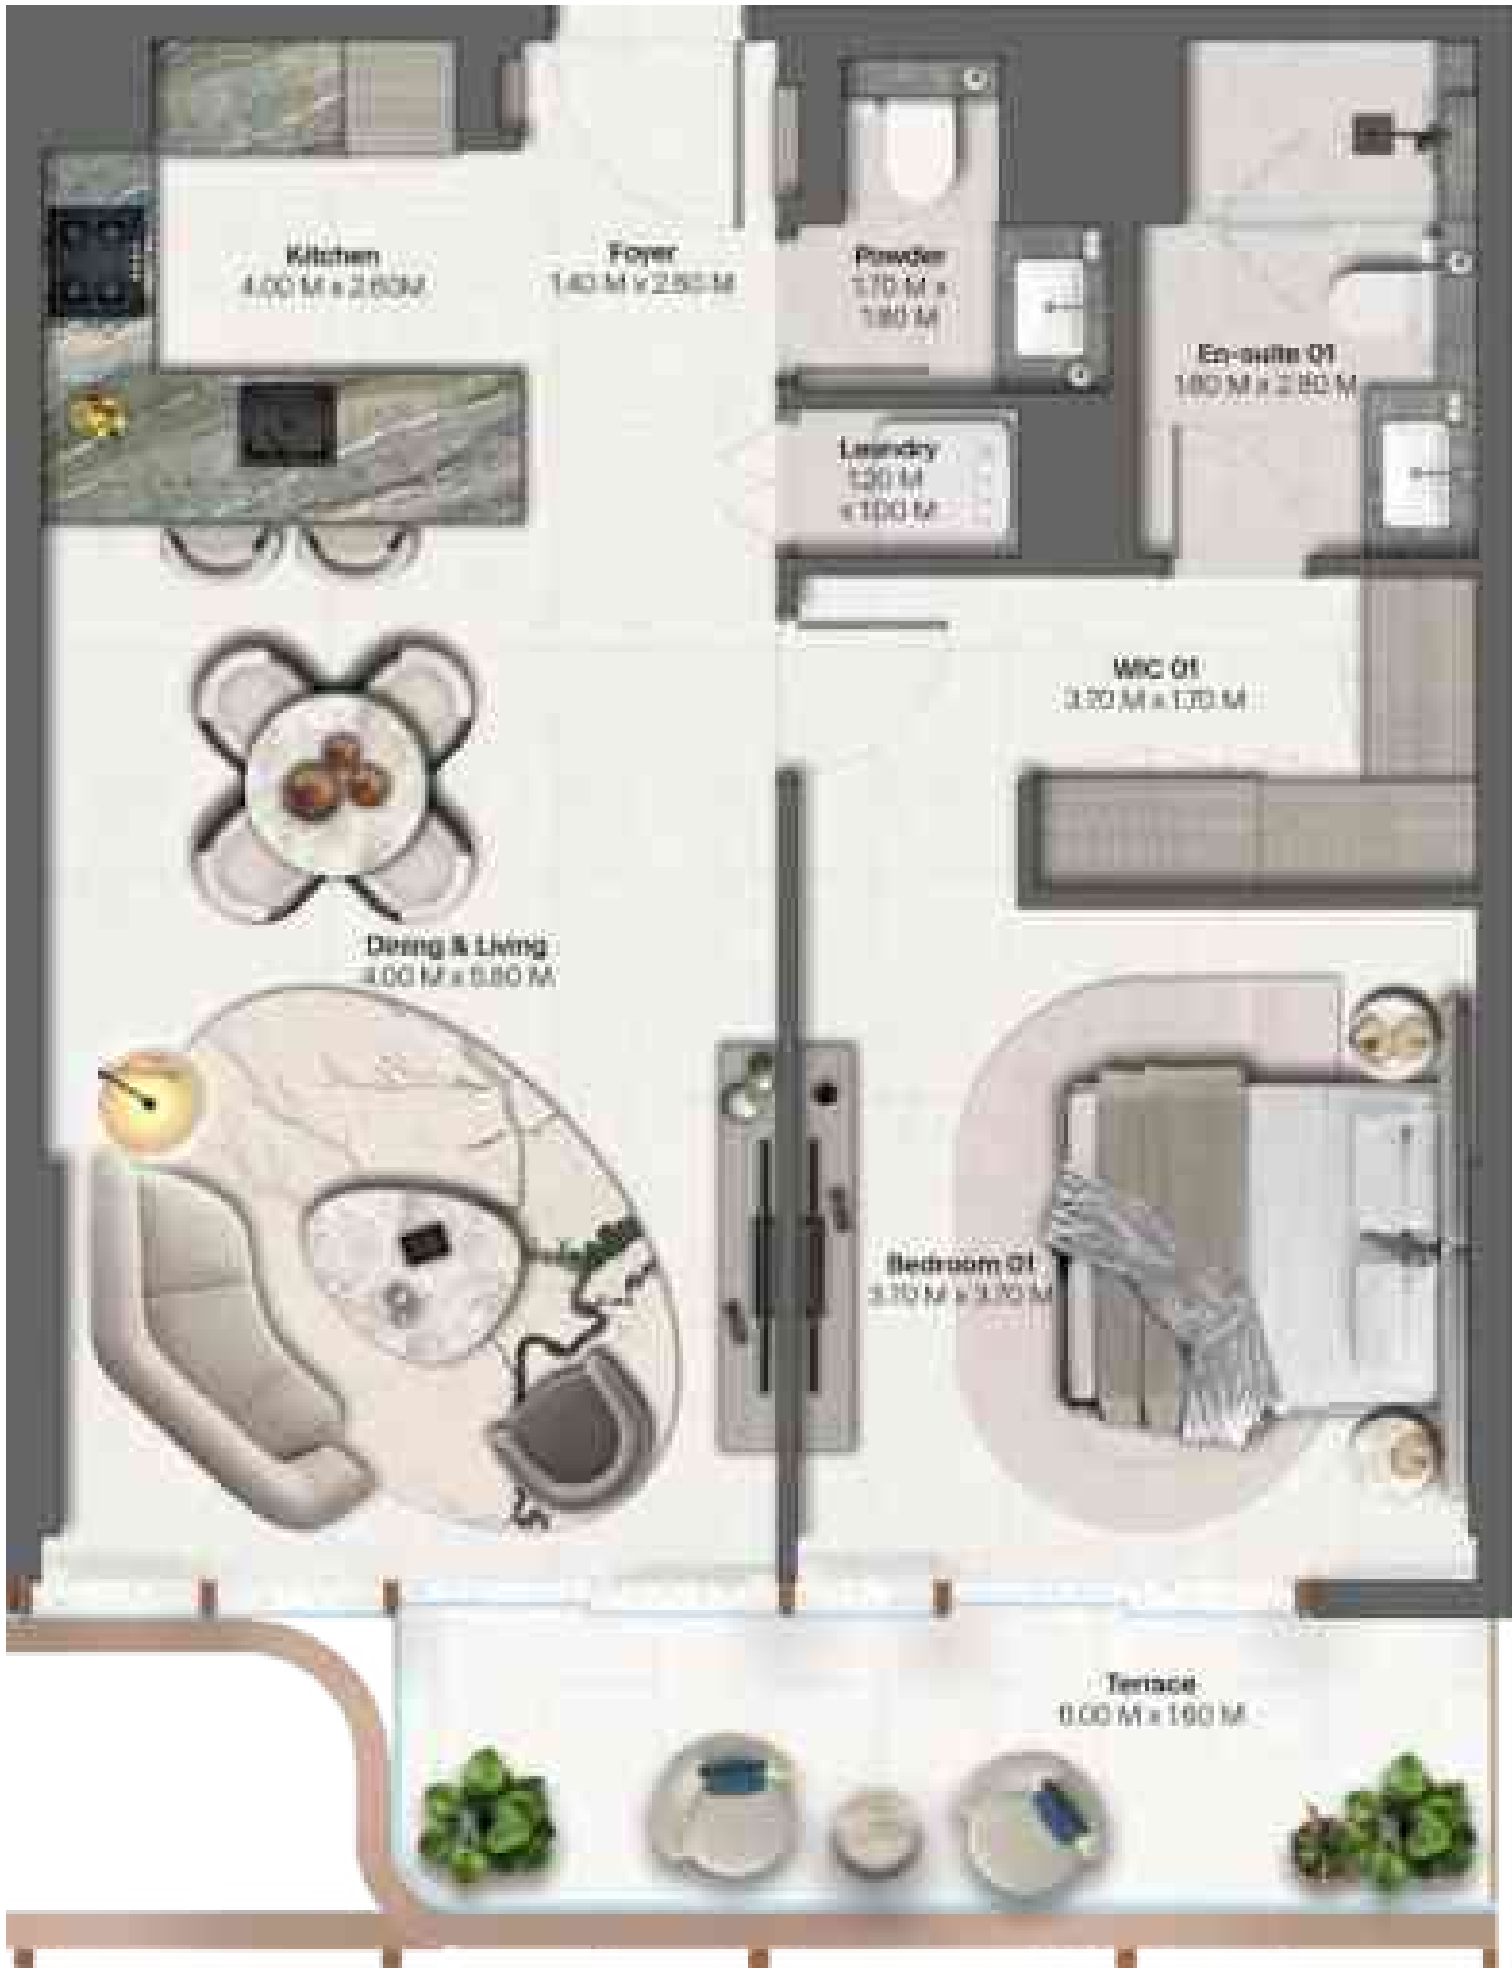 Kitchen
4.00 M x 2.60M
Foyer
1.40 M x 2.80 M
Powder
1.70 M x
1.80 M
En-suite 01
1.80 M x 2.80 M
Laundry
1.20 M
x 1.00 M
WIC 01
3.70 M x 1.70 M
Dining & Living
4.00 M x 5.80 M
Bedroom 01
3.70 M x 3.70 M
Terrace
6.00 M x 1.60 M